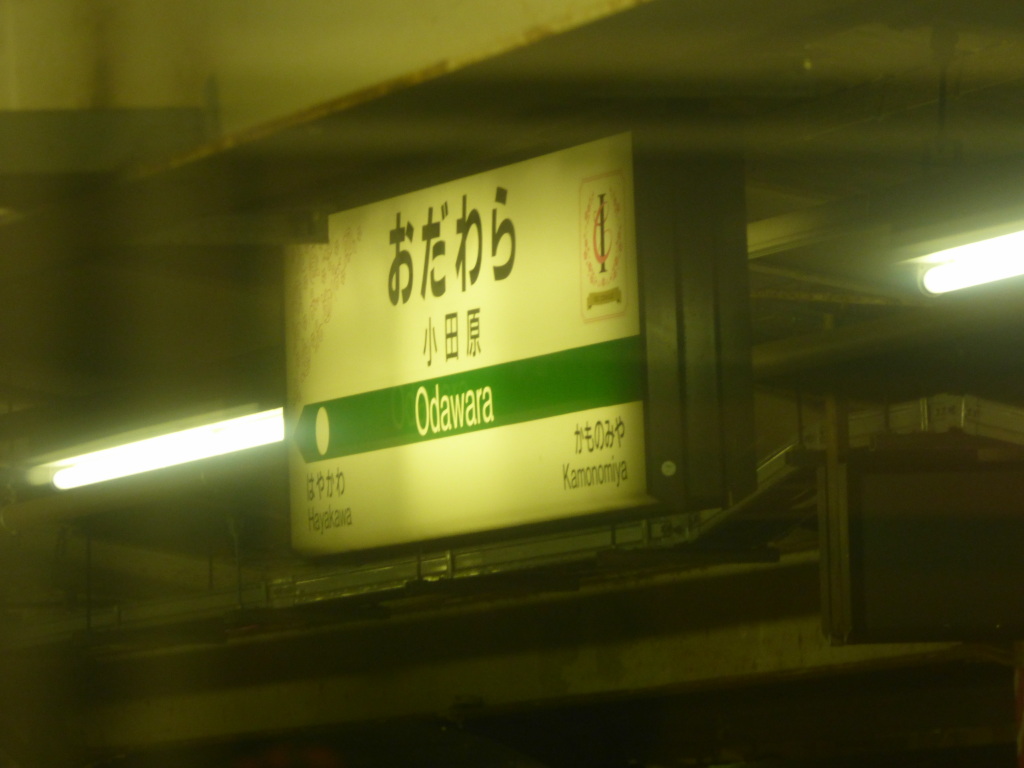 おだわら
小田原
Odawara
はやかわ
Hayakawa
かものみや
Kamonomiya